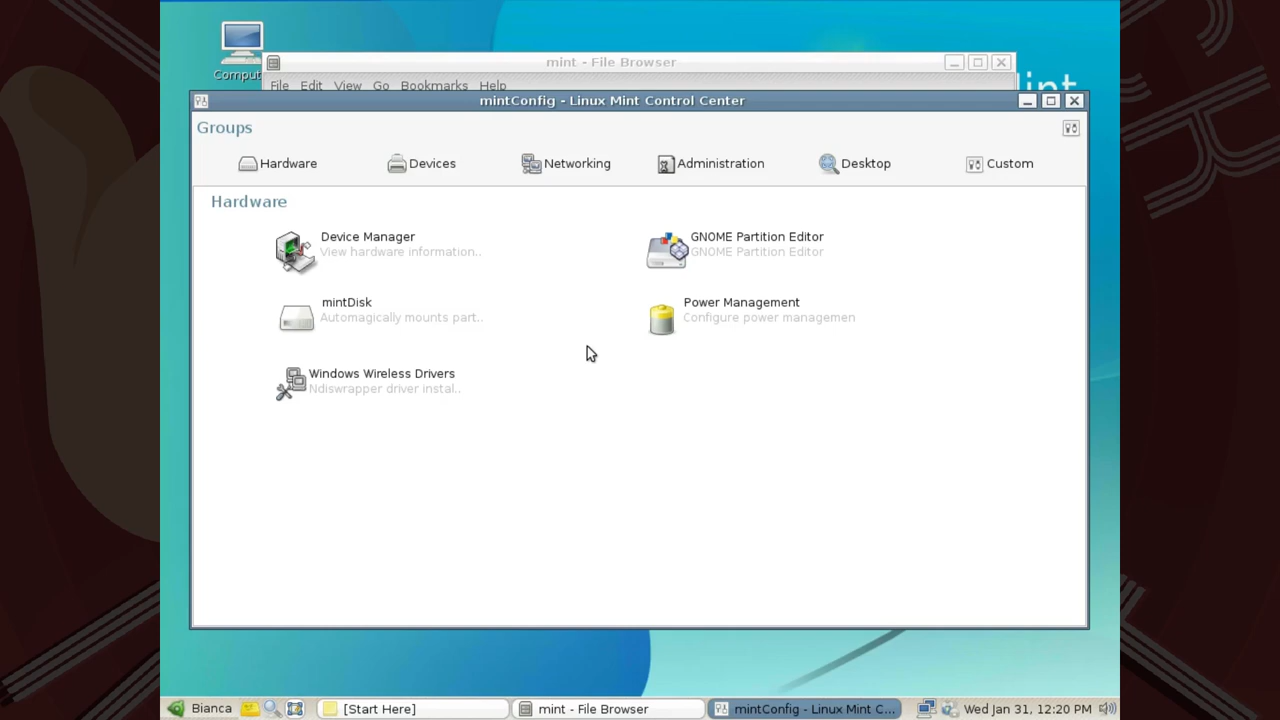 Comput
mint - File Browser
File Edit View Go Bookmarks Help
int
mintConfig - Linux Mint Control Center
Groups
Hardware Devices Networking Administration Desktop Custom
Hardware
Device Manager
View hardware information..
GNOME Partition Editor
GNOME Partition Editor
mintDisk
Automagically mounts part..
Power Management
Configure power managemen
Windows Wireless Drivers
Ndiswrapper driver instal..
Bianca [Start Here] mint - File Browser mintConfig - Linux Mint C... Wed Jan 31, 12:20 PM